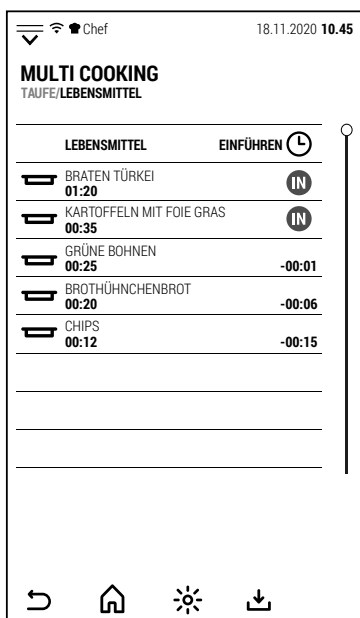 Chef 18.11.2020 10.45
MULTI COOKING
TAUFE/LEBENSMITTEL
LEBENSMITTEL EINFÜHREN
BRATEN TÜRKEI
01:20 IN
KARTOFFELN MIT FOIE GRAS
00:35 IN
GRÜNE BOHNEN
00:25 -00:01
BROTHÜHNCHENBROT
00:20 -00:06
CHIPS
00:12 -00:15